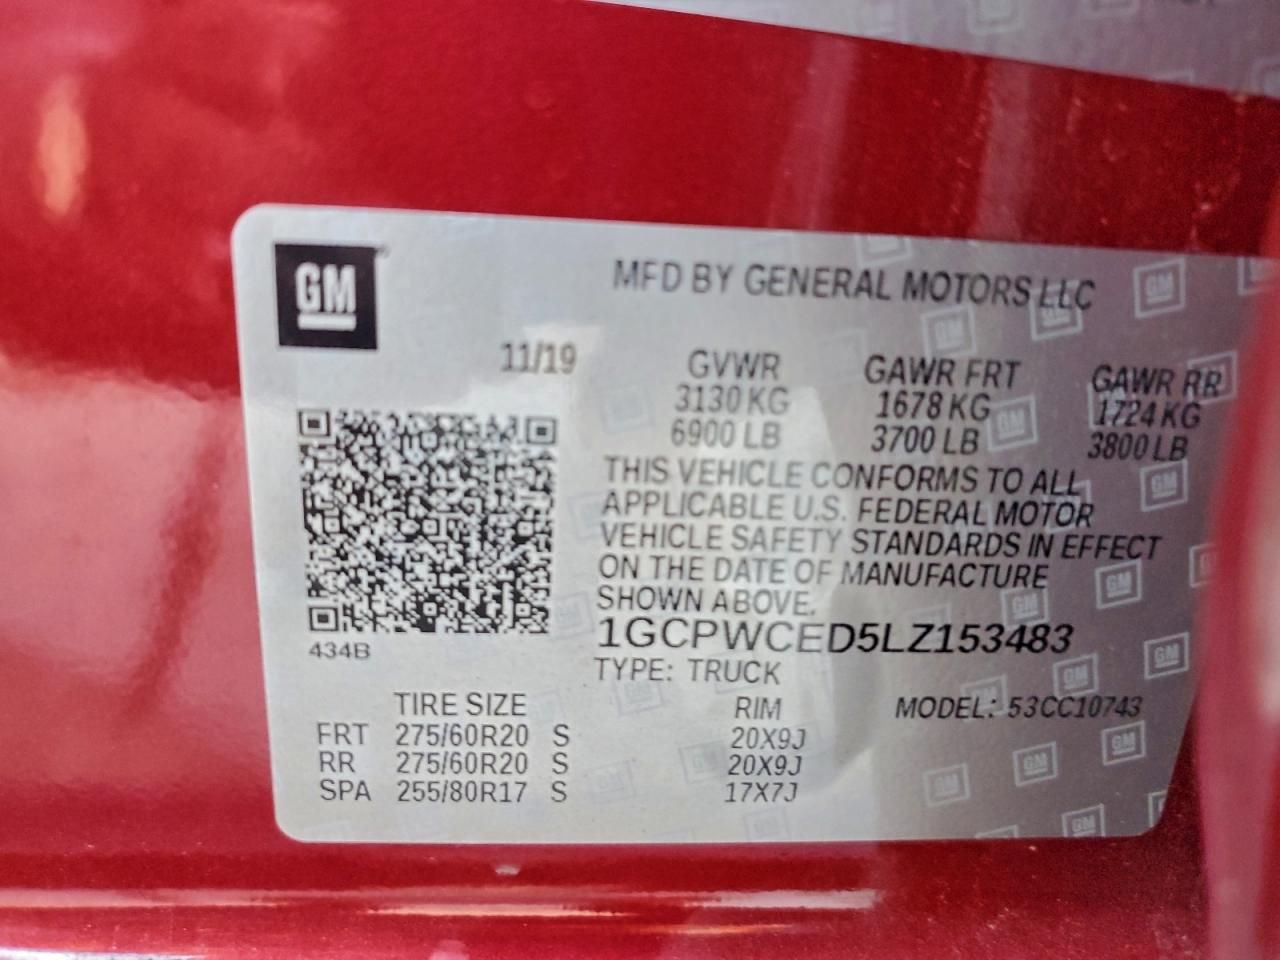 GM
MFD BY GENERAL MOTORS LLC
11/19
GVWR GAWR FRT GAWR RR
3130 KG 1678 KG 1724 KG
6900 LB 3700 LB 3800 LB
THIS VEHICLE CONFORMS TO ALL
APPLICABLE U.S. FEDERAL MOTOR
VEHICLE SAFETY STANDARDS IN EFFECT
ON THE DATE OF MANUFACTURE
SHOWN ABOVE.
434B
1GCPWCED5LZ153483
TYPE: TRUCK
TIRE SIZE RIM MODEL: 53CC10743
FRT 275/60R20 S 20X9J
RR 275/60R20 S 20X9J
SPA 255/80R17 S 17X7J